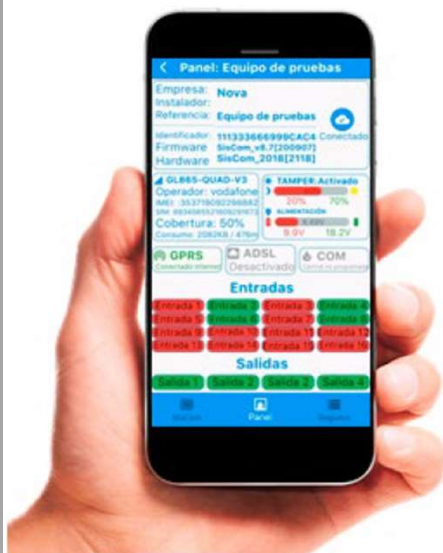 Panel: Equipo de pruebas
Empresa: Nova
Instalador:
Referencia: Equipo de pruebas
Identificador: 111333666999CAC4 Conectado
Firmware SisCom_v8.7[200907]
Hardware SisCom_2018[2118]
GL865-QUAD-V3
Operador: vodafone
Cobertura: 50%
TAMPER: Activado
20% 70%
ALIMENTACIÓN
9.9V 18.2V
GPRS
Conectado Internet
ADSL
Desactivado
COM
Entradas
Entrada 1 Entrada 2 Entrada 3 Entrada 4
Entrada 5 Entrada 6 Entrada 7
Entrada 9 Entrada 10 Entrada 11 Entrada 12
Entrada 13 Entrada 14 Entrada 15 Entrada 16
Salidas
Salida 1 Salida 2 Salida 2 Salida 4
Panel